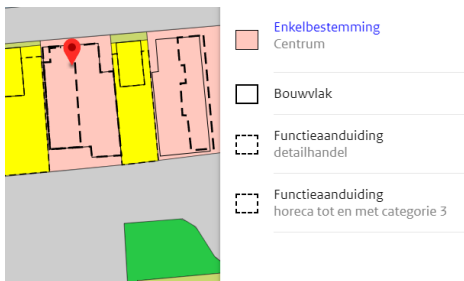 Enkelbestemming
Centrum
Bouwvlak
Functieaanduiding
detailhandel
Functieaanduiding
horeca tot en met categorie 3